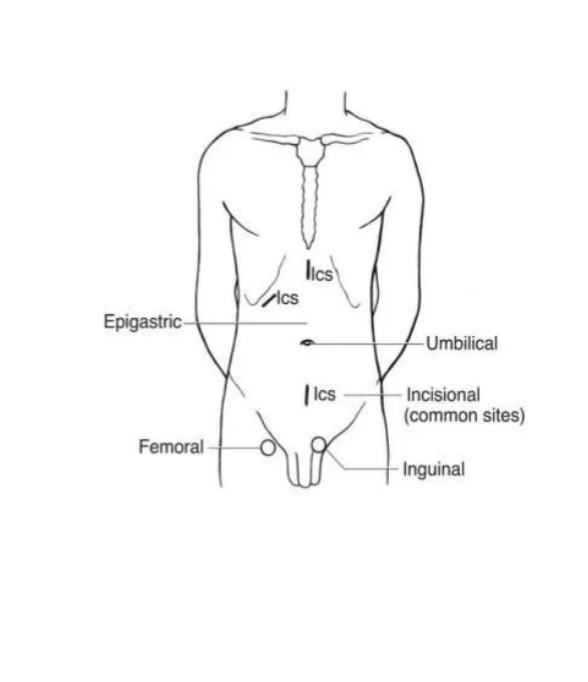 Ics
Ics
Epigastric
Umbilical
Ics
Incisional
(common sites)
Femoral
Inguinal